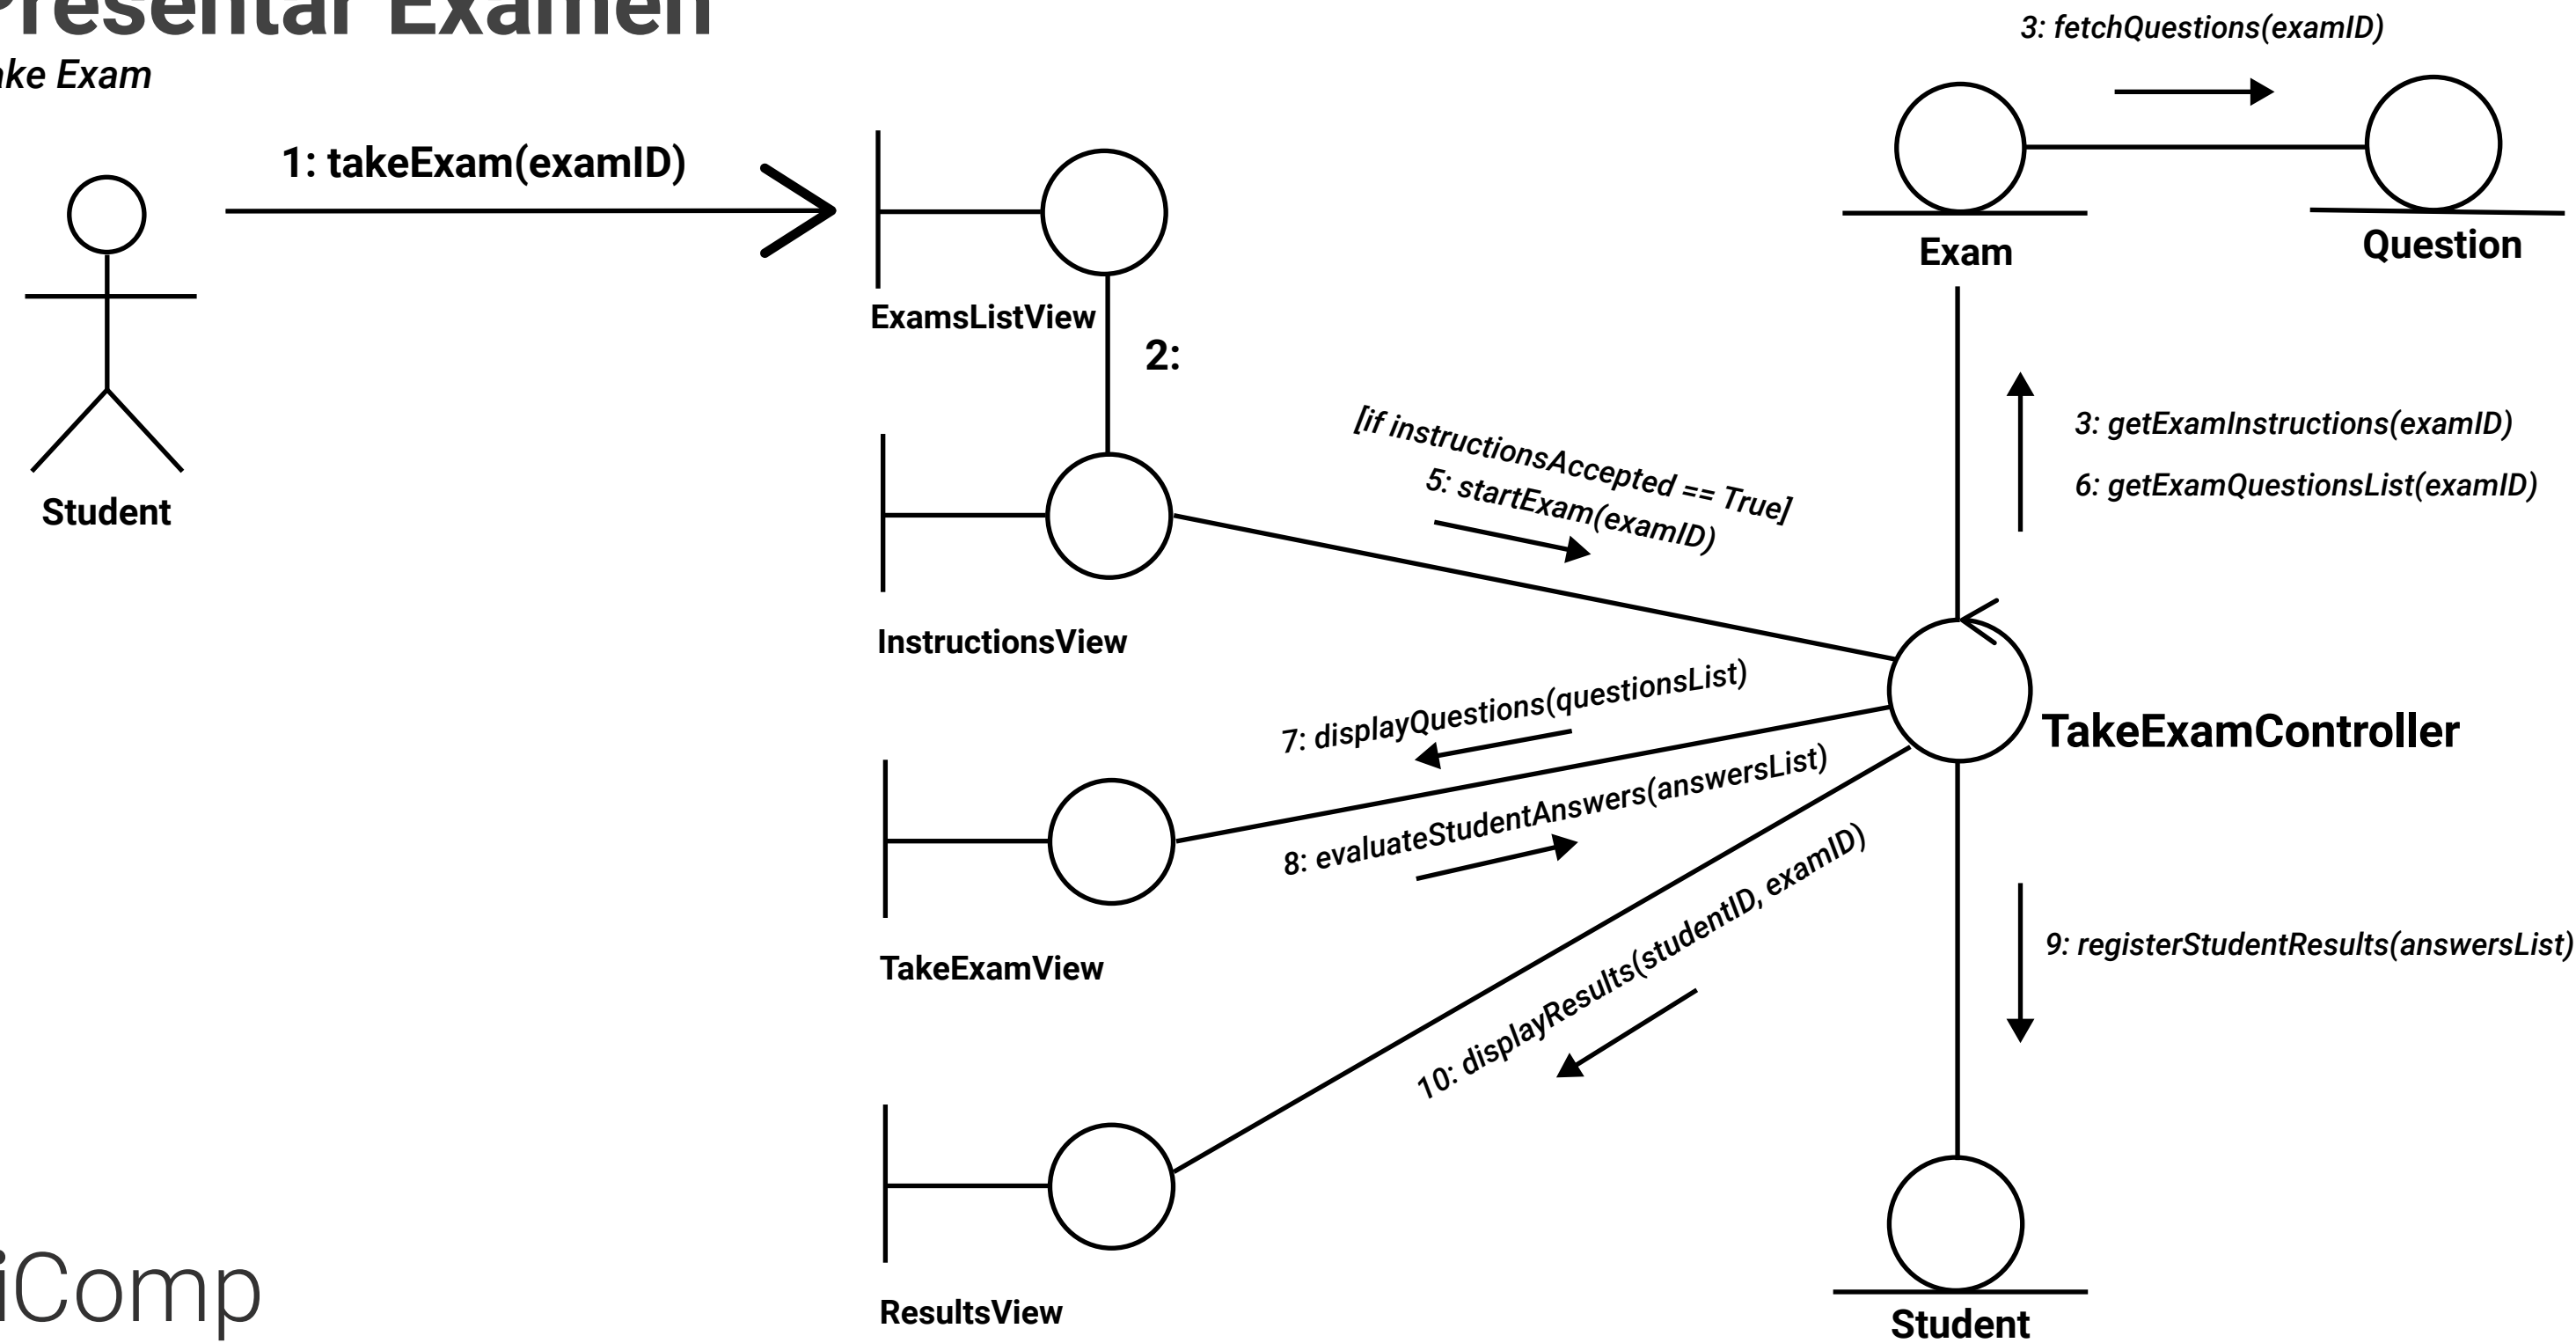 Presentar Examen
ake Exam
3: fetchQuestions(examID)
1: takeExam(examID)
Exam
Question
ExamsListView
2:
Student
[if instructionsAccepted == True]
5: startExam(examID)
3: getExamInstructions(examID)
6: getExamQuestionsList(examID)
InstructionsView
7: displayQuestions(questionsList)
TakeExamController
8: evaluateStudentAnswers(answersList)
TakeExamView
9: registerStudentResults(answersList)
10: displayResults(studentID, examID)
ResultsView
Student
iComp